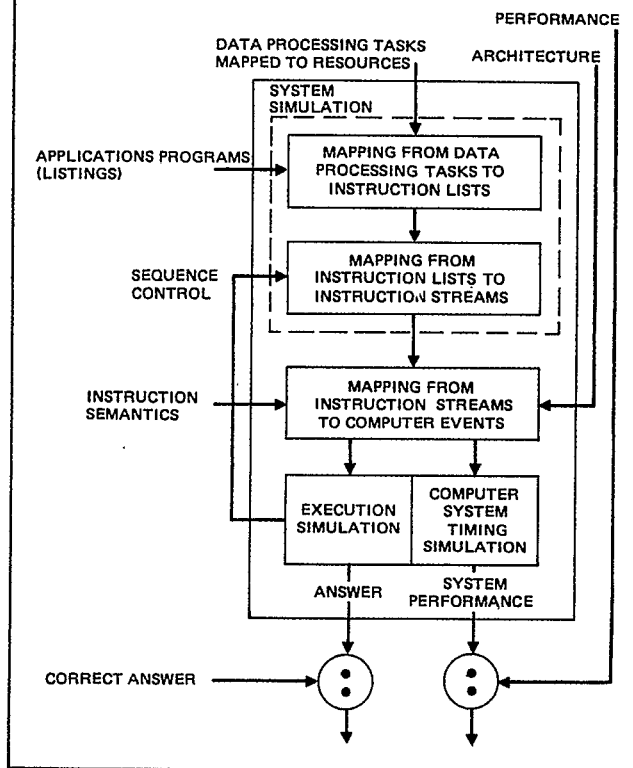 PERFORMANCE
DATA PROCESSING TASKS
MAPPED TO RESOURCES
ARCHITECTURE
SYSTEM
SIMULATION
APPLICATIONS PROGRAMS
(LISTINGS)
MAPPING FROM DATA
PROCESSING TASKS TO
INSTRUCTION LISTS
SEQUENCE
CONTROL
MAPPING FROM
INSTRUCTION LISTS TO
INSTRUCTION STREAMS
INSTRUCTION
SEMANTICS
MAPPING FROM
INSTRUCTION STREAMS
TO COMPUTER EVENTS
EXECUTION
SIMULATION
COMPUTER
SYSTEM
TIMING
SIMULATION
ANSWER
SYSTEM
PERFORMANCE
CORRECT ANSWER